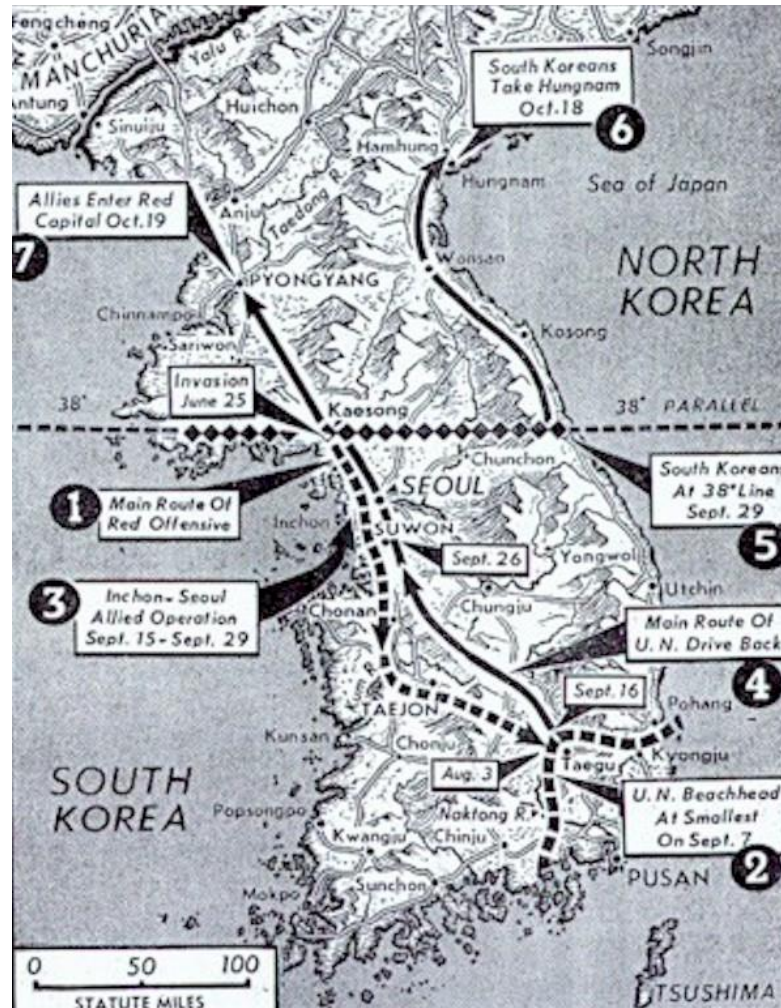 Fengcheng
MANCHURIA
Yalu R.
Antung
Sinuiju
Huichon
Songjin
South Koreans
Take Hungnam
Oct. 18
6
Hamhung
Hungnam
Sea of Japan
Allies Enter Red
Capital Oct. 19
7
Anju
Taedong R.
Wonsan
PYONGYANG
NORTH
KOREA
Chinnampo
Sariwon
Kosong
Invasion
June 25
38°
Kaesong
38° PARALLEL
Chunchon
SEOUL
South Koreans
At 38° Line
Sept. 29
5
1
Main Route Of
Red Offensive
Inchon
SUWON
Sept. 26
Yongwol
Utchin
3
Inchon-Seoul
Allied Operation
Sept. 15 - Sept. 29
Chonan
Chungju
Main Route Of
U. N. Drive Back
4
Sept. 16
TAEJON
Pohang
Kunsan
Chonju
Aug. 3
Taegu
Kyongju
SOUTH
KOREA
Popsongpo
Naktong R.
U. N. Beachhead
At Smallest
On Sept. 7
2
Kwangju
Chinju
PUSAN
Sunchon
Mokpo
0 50 100
STATUTE MILES
TSUSHIMA